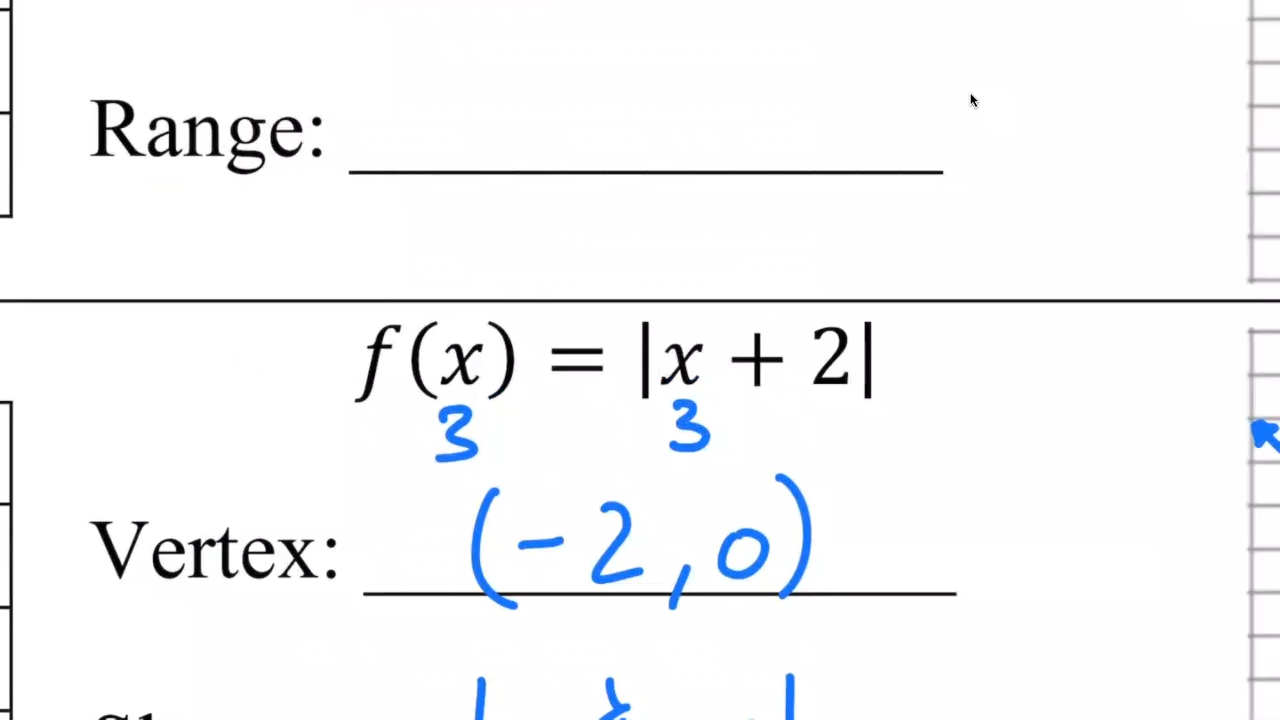 Range:
f(x) = |x + 2|
3 3
Vertex: (-2, 0)